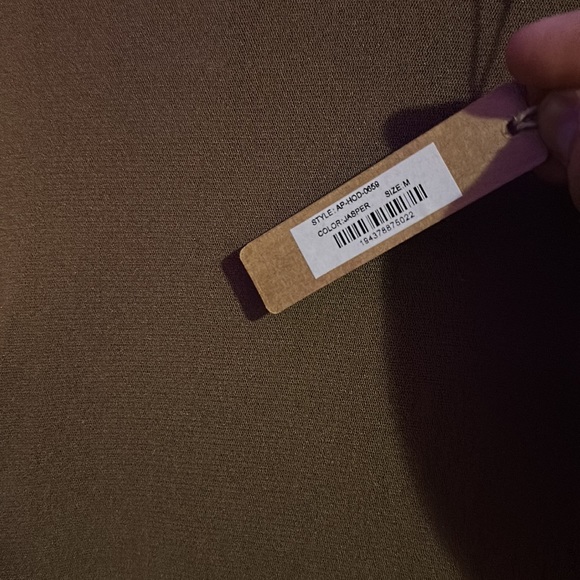 STYLE: AP-HOD-0659
COLOR: JASPER SIZE M
194378875022